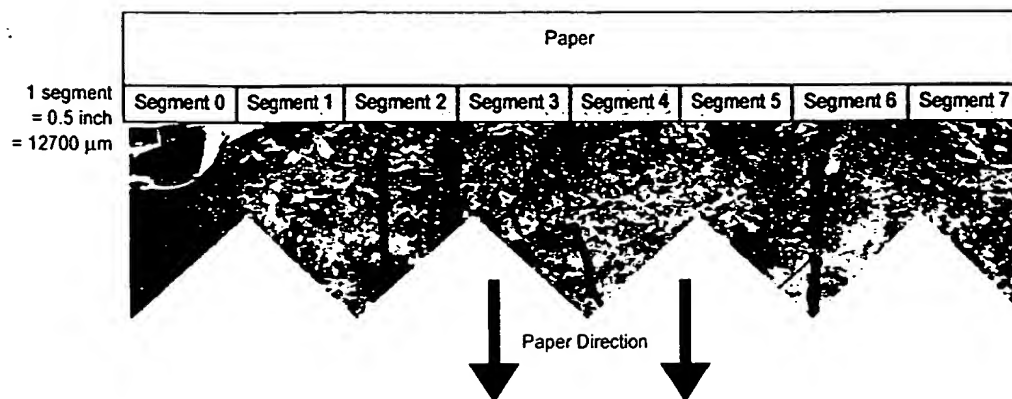 Paper
1 segment
= 0.5 inch
= 12700 µm
Segment 0 Segment 1 Segment 2 Segment 3 Segment 4 Segment 5 Segment 6 Segment 7
Paper Direction